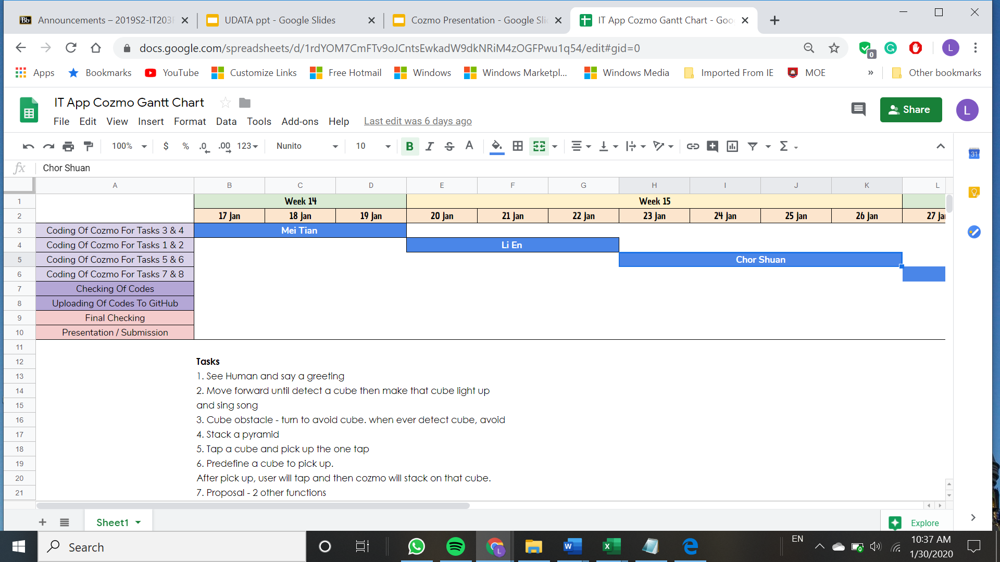 Announcements – 2019S2-IT203
UDATA ppt - Google Slides
Cozmo Presentation - Google Sli
IT App Cozmo Gantt Chart - Goo
docs.google.com/spreadsheets/d/1rdYOM7CmFTv9oJCntsEwkadW9dkNRiM4zOGFPwu1q54/edit#gid=0
0
L
Apps
Bookmarks
YouTube
Customize Links
Free Hotmail
Windows
Windows Marketpl...
Windows Media
Imported From IE
MOE
»
Other bookmarks
IT App Cozmo Gantt Chart
Share
L
File Edit View Insert Format Data Tools Add-ons Help Last edit was 6 days ago
100% $ % .0 .00 123 Nunito 10 B I S A Σ
31
fx Chor Shuan
A B C D E F G H I J K L
1 Week 14 Week 15
2 17 Jan 18 Jan 19 Jan 20 Jan 21 Jan 22 Jan 23 Jan 24 Jan 25 Jan 26 Jan 27 Ja
3 Coding Of Cozmo For Tasks 3 & 4 Mei Tian
4 Coding Of Cozmo For Tasks 1 & 2 Li En
5 Coding Of Cozmo For Tasks 5 & 6 Chor Shuan
6 Coding Of Cozmo For Tasks 7 & 8
7 Checking Of Codes
8 Uploading Of Codes To GitHub
9 Final Checking
10 Presentation / Submission
11
12 Tasks
13 1. See Human and say a greeting
14 2. Move forward until detect a cube then make that cube light up
15 and sing song
16 3. Cube obstacle - turn to avoid cube. when ever detect cube, avoid
17 4. Stack a pyramid
18 5. Tap a cube and pick up the one tap
19 6. Predefine a cube to pick up.
20 After pick up, user will tap and then cozmo will stack on that cube.
21 7. Proposal - 2 other functions
Sheet1
Explore
Search
EN
10:37 AM
1/30/2020